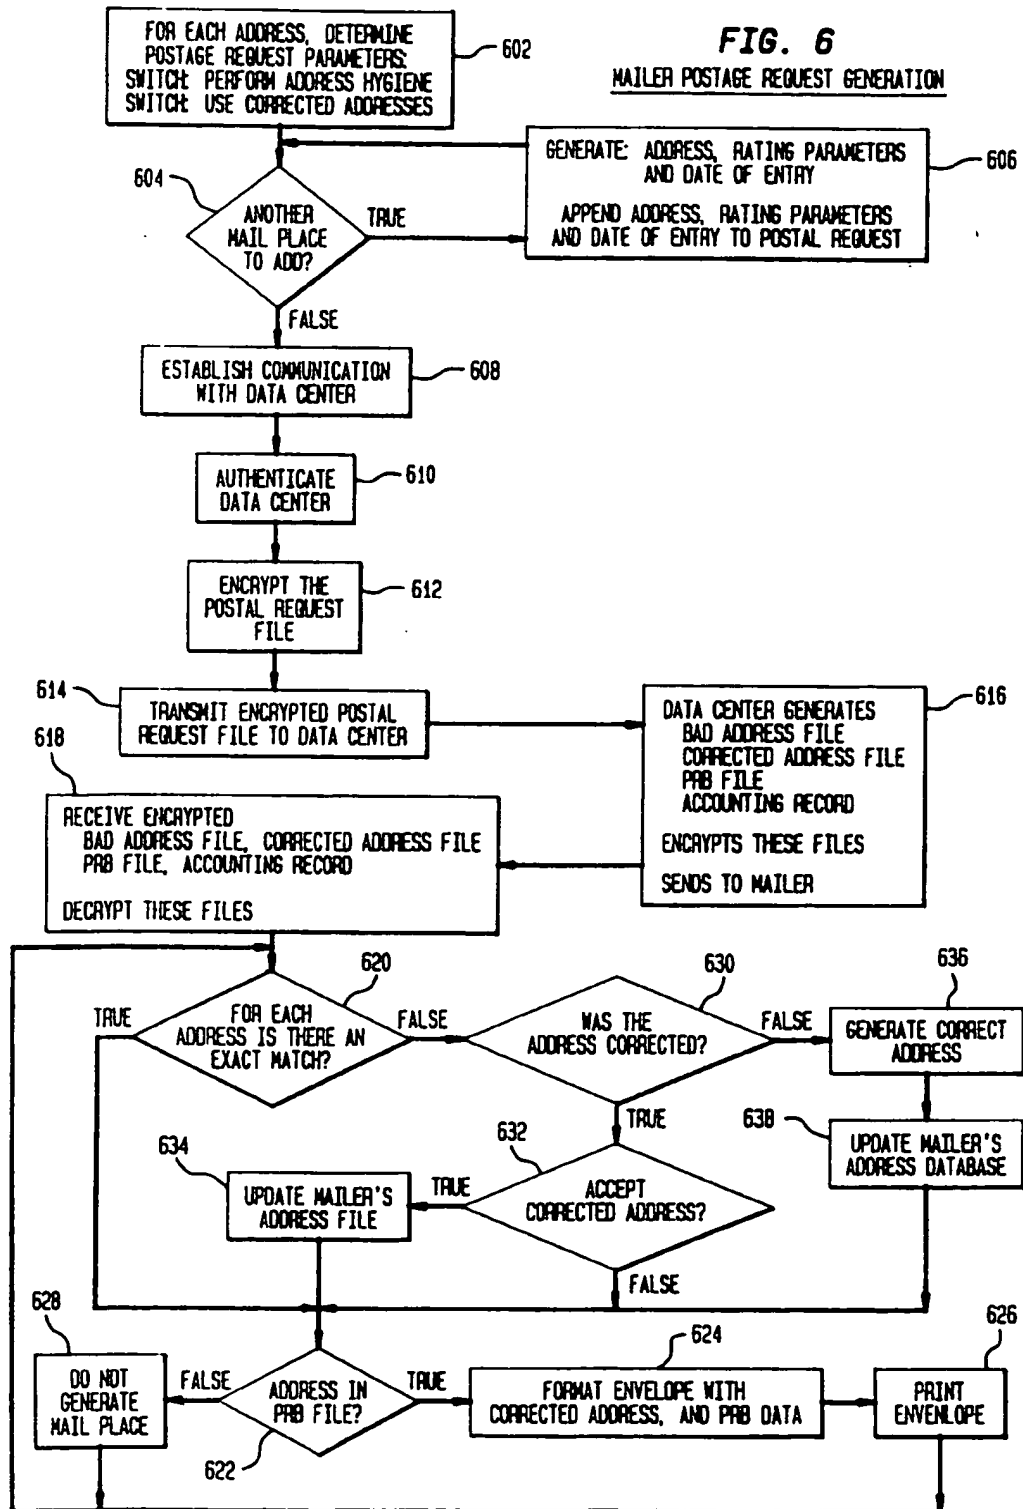 FIG. 6
MAILER POSTAGE REQUEST GENERATION
FOR EACH ADDRESS, DETERMINE
POSTAGE REQUEST PARAMETERS:
SWITCH: PERFORM ADDRESS HYGIENE
SWITCH: USE CORRECTED ADDRESSES
602
GENERATE: ADDRESS, RATING PARAMETERS
AND DATE OF ENTRY
APPEND ADDRESS, RATING PARAMETERS
AND DATE OF ENTRY TO POSTAL REQUEST
606
604
ANOTHER
MAIL PLACE
TO ADD?
TRUE
FALSE
ESTABLISH COMMUNICATION
WITH DATA CENTER
608
AUTHENTICATE
DATA CENTER
610
ENCRYPT THE
POSTAL REQUEST
FILE
612
614
TRANSMIT ENCRYPTED POSTAL
REQUEST FILE TO DATA CENTER
DATA CENTER GENERATES
BAD ADDRESS FILE
CORRECTED ADDRESS FILE
PRB FILE
ACCOUNTING RECORD
ENCRYPTS THESE FILES
SENDS TO MAILER
616
618
RECEIVE ENCRYPTED
BAD ADDRESS FILE, CORRECTED ADDRESS FILE
PRB FILE, ACCOUNTING RECORD
DECRYPT THESE FILES
620
FOR EACH
ADDRESS IS THERE AN
EXACT MATCH?
TRUE
FALSE
630
WAS THE
ADDRESS CORRECTED?
FALSE
TRUE
636
GENERATE CORRECT
ADDRESS
638
UPDATE MAILER'S
ADDRESS DATABASE
632
ACCEPT
CORRECTED ADDRESS?
TRUE
FALSE
634
UPDATE MAILER'S
ADDRESS FILE
628
DO NOT
GENERATE
MAIL PLACE
FALSE
ADDRESS IN
PRB FILE?
622
TRUE
624
FORMAT ENVELOPE WITH
CORRECTED ADDRESS, AND PRB DATA
626
PRINT
ENVENLOPE